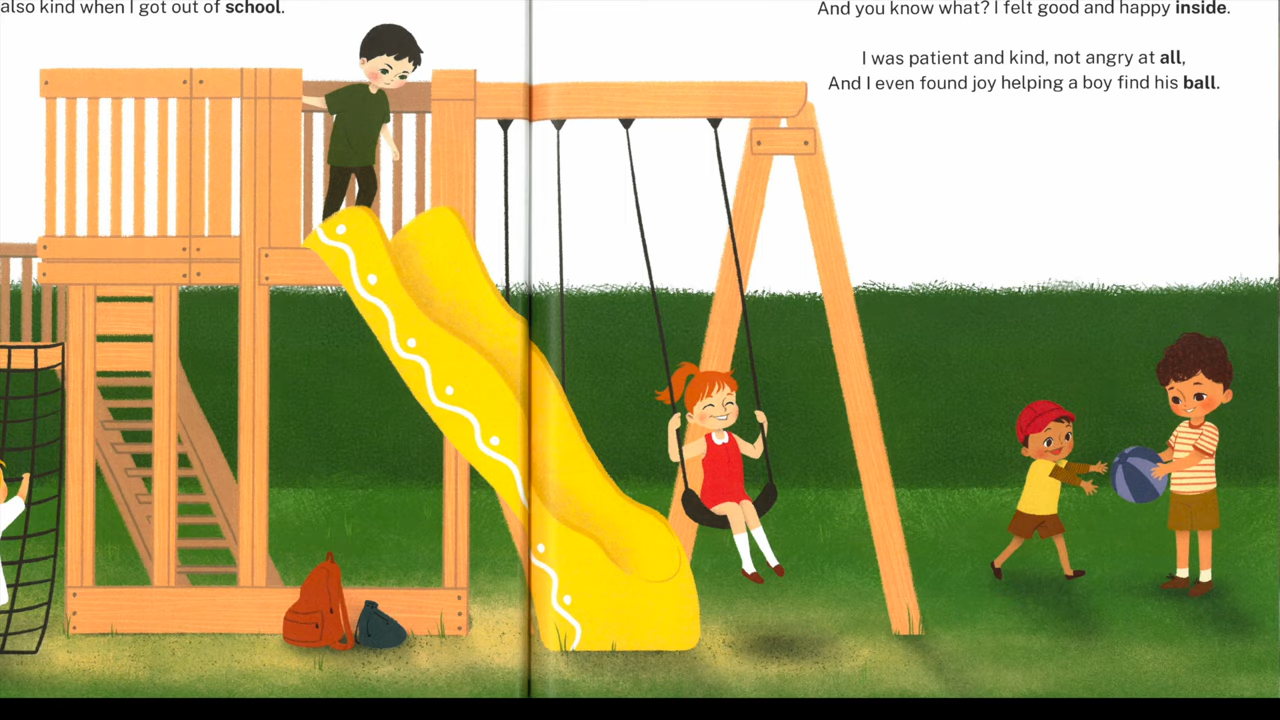 also kind when I got out of school.
And you know what? I felt good and happy inside.
I was patient and kind, not angry at all,
And I even found joy helping a boy find his ball.